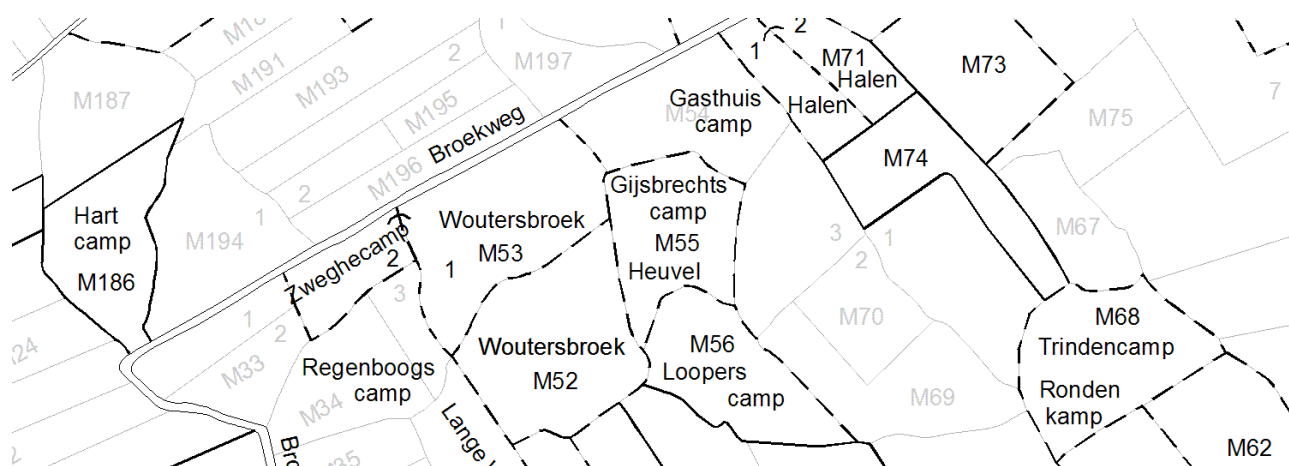 1
2
2
M197
M71
M73
M191
M193
1
Halen
Gasthuis
M187
M54
Halen
7
M195
camp
M75
Broekweg
M74
M196
2
Gijsbrechts
Hart
1
camp
Woutersbroek
camp
M67
M194
M55
3
1
Zweghecamp
M53
2
2
1
M186
Heuvel
3
1
M68
2
M70
M56
Woutersbroek
Trindencamp
M33
Regenboogs
M52
Loopers
camp
camp
Ronden
M69
kamp
M34
Lange
M62